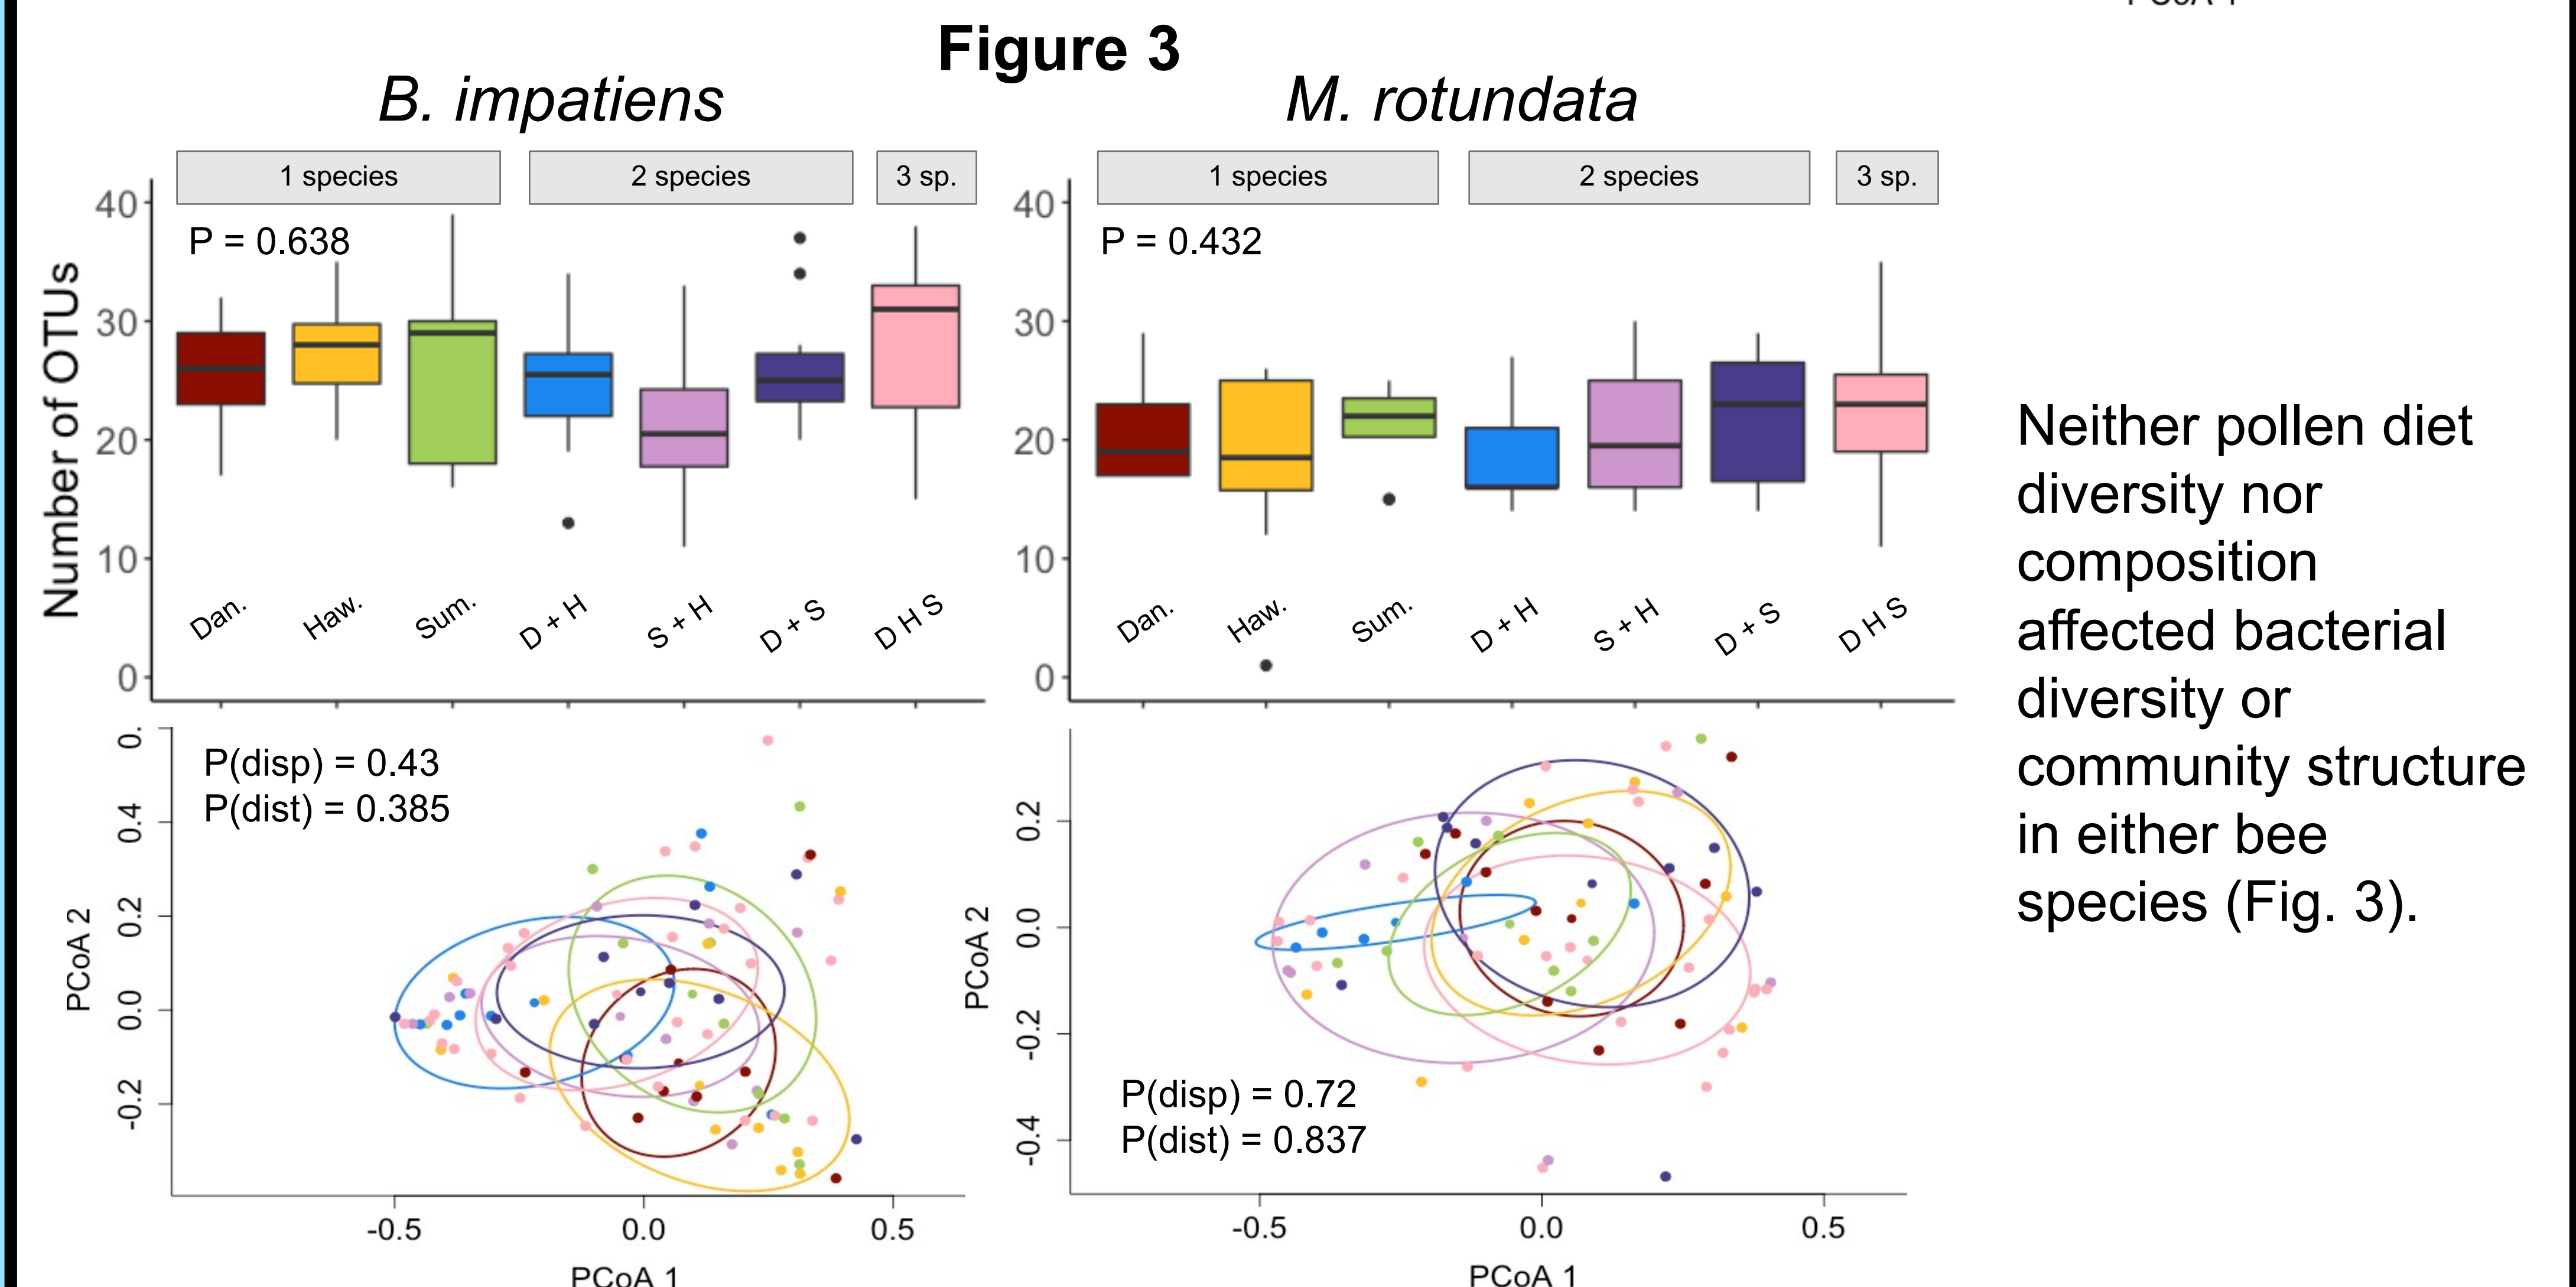 Figure 3
B. impatiens
M. rotundata
1 species
2 species
3 sp.
1 species
2 species
3 sp.
P = 0.638
P = 0.432
Number of OTUs
40
30
20
10
0
40
30
20
10
0
Dan.
Haw.
Sum.
D + H
S + H
D + S
D H S
Dan.
Haw.
Sum.
D + H
S + H
D + S
D H S
Neither pollen diet
diversity nor
composition
affected bacterial
diversity or
community structure
in either bee
species (Fig. 3).
P(disp) = 0.43
P(dist) = 0.385
PCoA 2
0.4
0.2
0.0
-0.2
-0.5
0.0
0.5
PCoA 1
P(disp) = 0.72
P(dist) = 0.837
PCoA 2
0.2
0.0
-0.2
-0.4
-0.5
0.0
0.5
PCoA 1